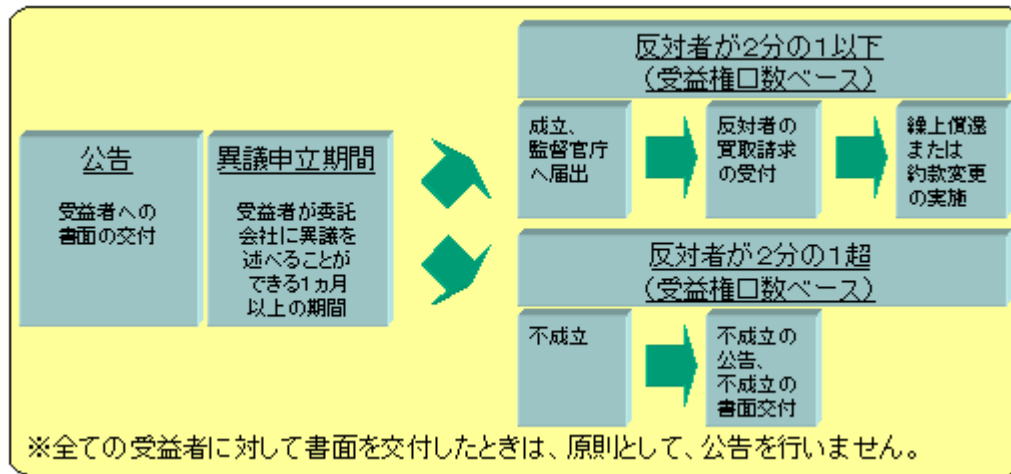 公告
受益者への
書面の交付
異議申立期間
受益者が委託
会社に異議を
述べることが
できる1ヵ月
以上の期間
反対者が2分の1以下
(受益権口数ベース)
成立、
監督官庁
へ届出
反対者の
買取請求
の受付
繰上償還
または
約款変更
の実施
反対者が2分の1超
(受益権口数ベース)
不成立
不成立の
公告、
不成立の
書面交付
※全ての受益者に対して書面を交付したときは、原則として、公告を行いません。